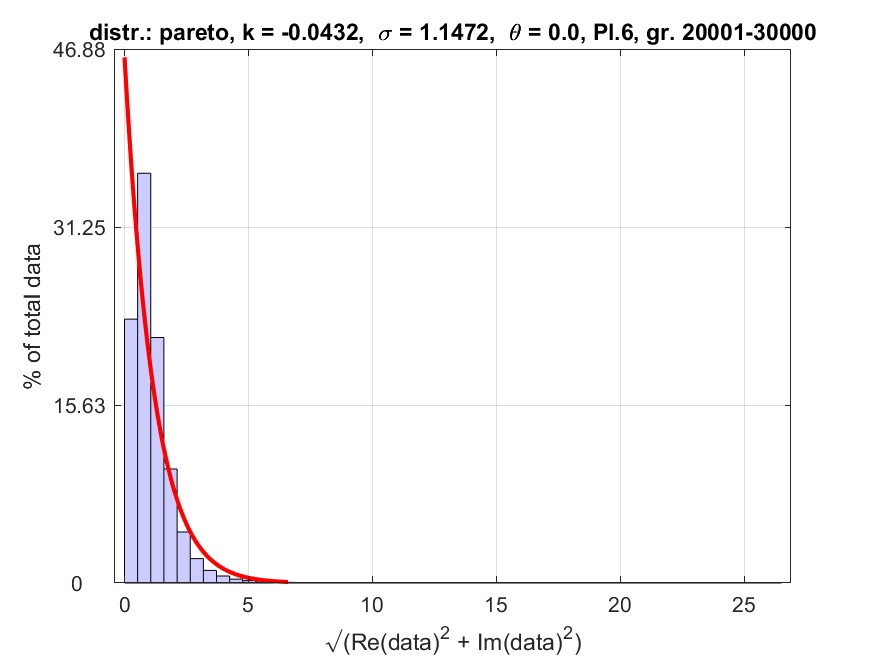 distr.: pareto, k = -0.0432, σ = 1.1472, θ = 0.0, Pl.6, gr. 20001-30000
46.88
31.25
15.63
0
% of total data
0 5 10 15 20 25
√(Re(data)² + Im(data)²)